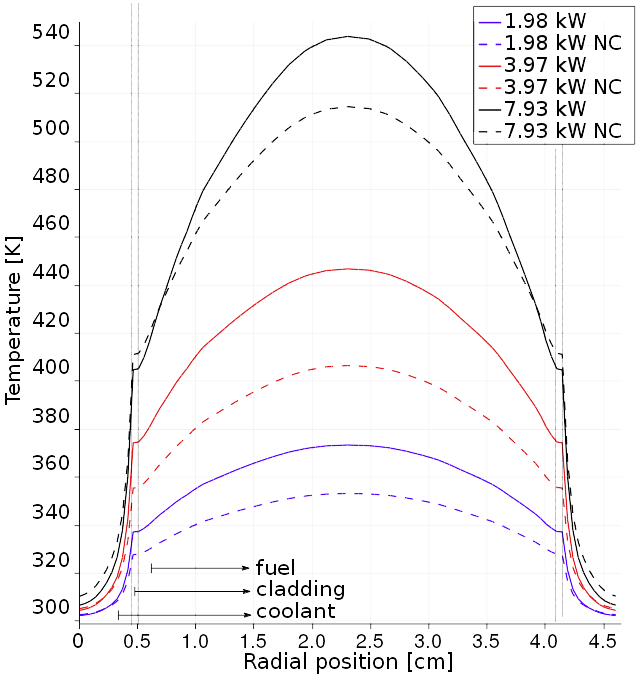 1.98 kW
1.98 kW NC
3.97 kW
3.97 kW NC
7.93 kW
7.93 kW NC
Temperature [K]
540
520
500
480
460
440
420
400
380
360
340
320
300
fuel
cladding
coolant
0 0.5 1.0 1.5 2.0 2.5 3.0 3.5 4.0 4.5
Radial position [cm]